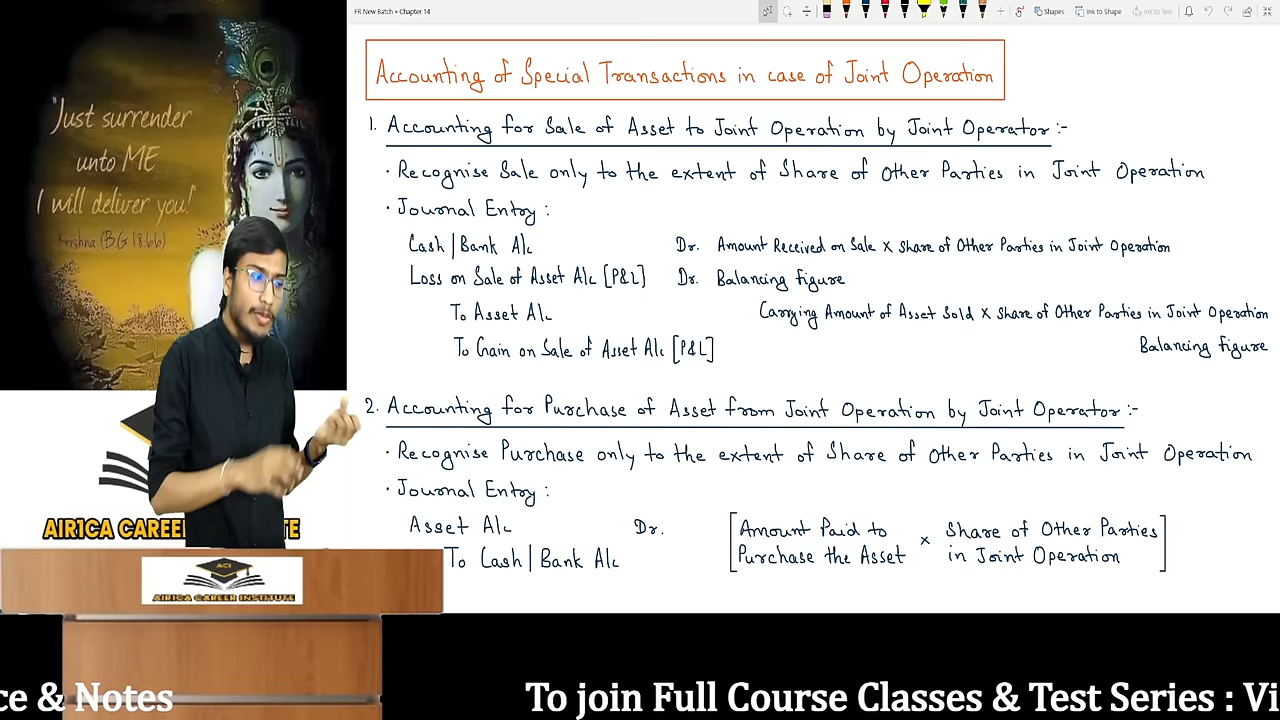 FR New Batch » Chapter 14
Shapes
Ink to Shape
Ink to Text
"Just surrender
unto ME
I will deliver you!"
Krishna (B.G 18:66)
Accounting of Special Transactions in case of Joint Operation
1. Accounting for Sale of Asset to Joint Operation by Joint Operator :-
• Recognise Sale only to the extent of Share of Other Parties in Joint Operation
• Journal Entry :
Cash | Bank A/c Dr. Amount Received on Sale x Share of Other Parties in Joint Operation
Loss on Sale of Asset A/c [P&L] Dr. Balancing figure
To Asset A/c Carrying Amount of Asset Sold x Share of Other Parties in Joint Operation
To Gain on Sale of Asset A/c [P&L] Balancing figure
2. Accounting for Purchase of Asset from Joint Operation by Joint Operator :-
• Recognise Purchase only to the extent of Share of Other Parties in Joint Operation
• Journal Entry :
Asset A/c Dr. [Amount Paid to Purchase the Asset x Share of Other Parties in Joint Operation]
To Cash | Bank A/c
AIR1CA CAREE TE
ACI
AIR1CA CAREER INSTITUTE
ce & Notes To join Full Course Classes & Test Series : Vi